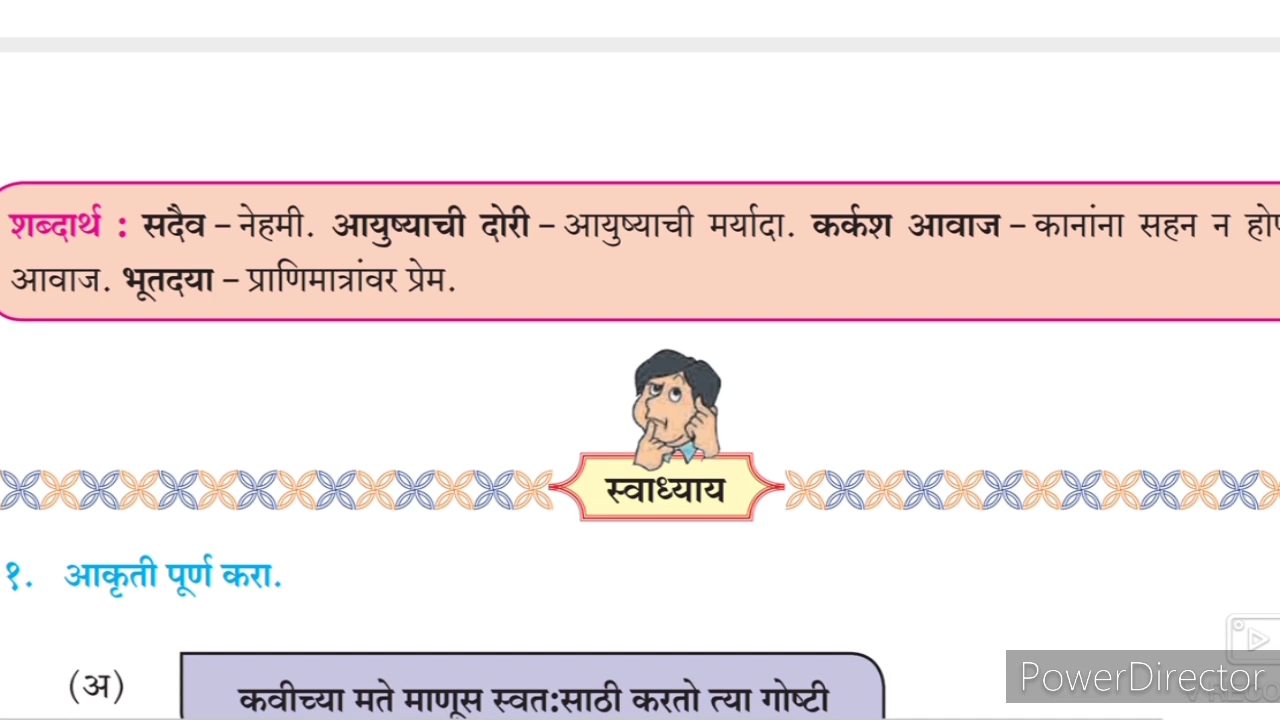 शब्दार्थ : सदैव – नेहमी. आयुष्याची दोरी – आयुष्याची मर्यादा. कर्कश आवाज – कानांना सहन न
आवाज. भूतदया – प्राणिमात्रांवर प्रेम.
स्वाध्याय
१. आकृती पूर्ण करा.
(अ) कवीच्या मते माणूस स्वत:साठी करतो त्या गोष्टी
PowerDirector